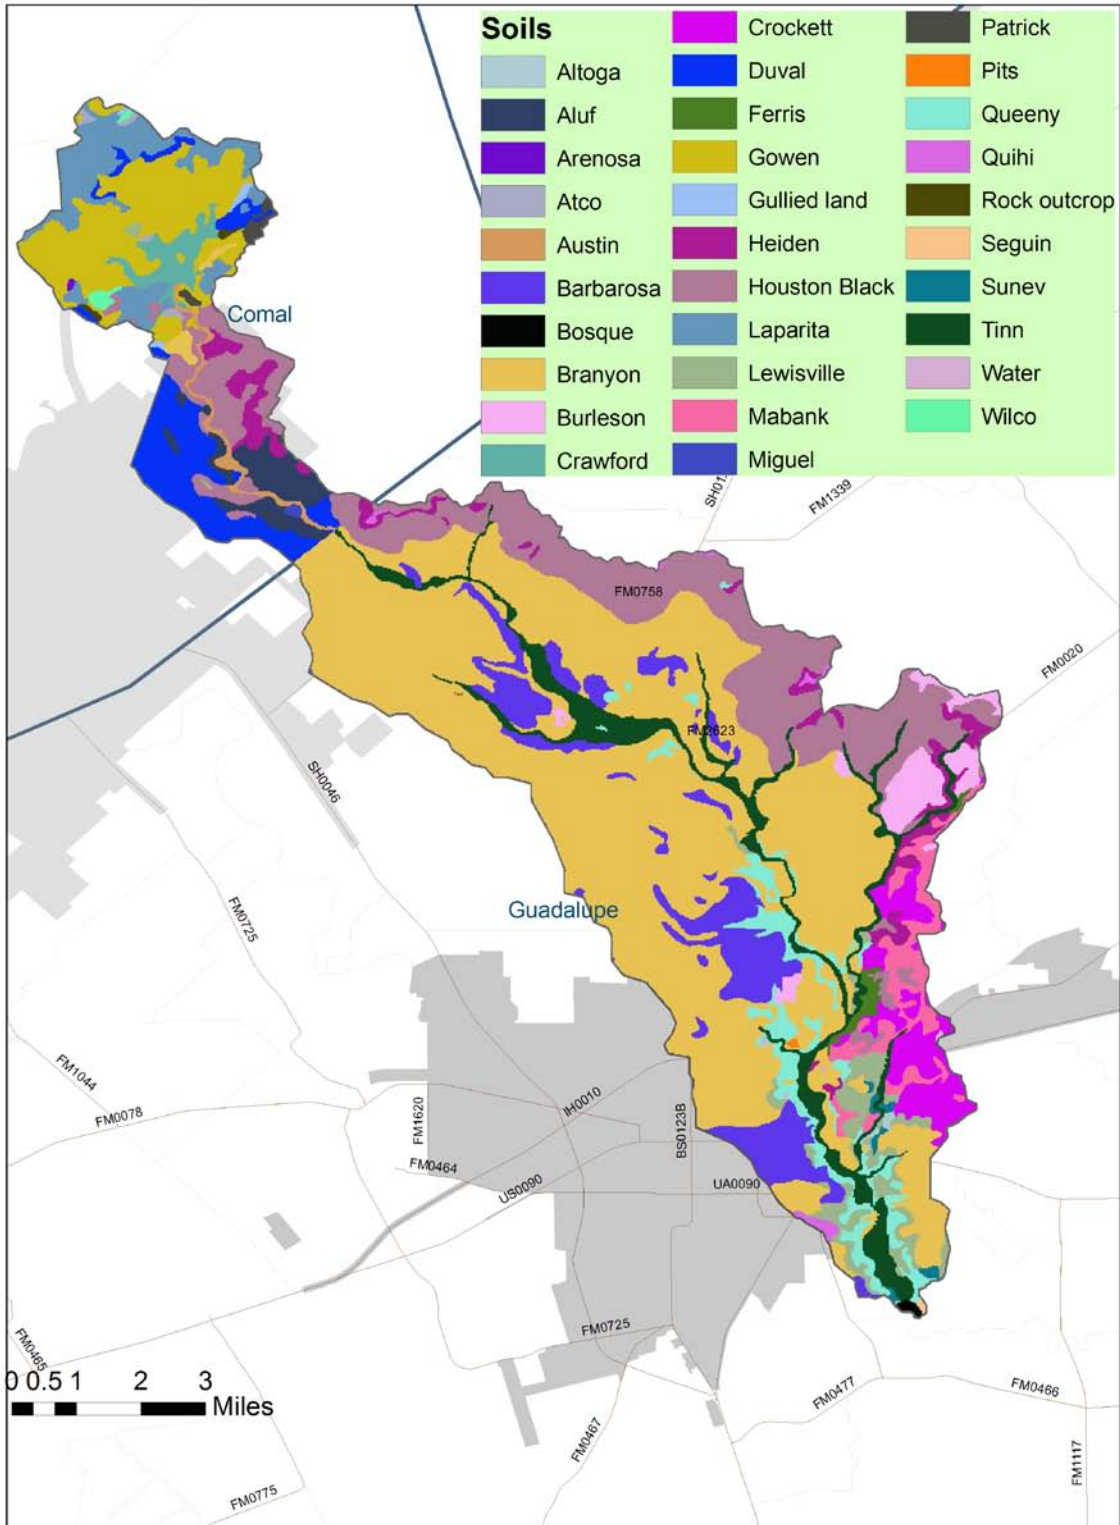 Soils
Altoga
Aluf
Arenosa
Atco
Austin
Barbarosa
Bosque
Branyon
Burleson
Crawford
Crockett
Duval
Ferris
Gowen
Gullied land
Heiden
Houston Black
Laparita
Lewisville
Mabank
Miguel
Patrick
Pits
Queeny
Quihi
Rock outcrop
Seguin
Sunev
Tinn
Water
Wilco
Comal
FM1339
FM0758
FM0020
FM2623
SH0046
FM0725
Guadalupe
FM1044
FM0078
FM1620
IH0010
BS0123B
FM0464
US0090
UA0090
FM0725
FM0465
0 0.5 1 2 3
Miles
FM0477
FM0466
FM0467
FM1117
FM0775